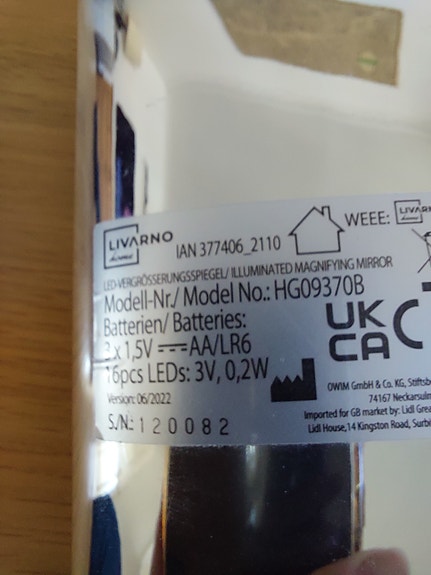 LIVARNO
home
IAN 377406_2110
WEEE:
LED-VERGRÖSSERUNGSSPIEGEL/ ILLUMINATED MAGNIFYING MIRROR
Modell-Nr./ Model No.: HG09370B
Batterien/ Batteries:
3 x 1,5V AA/LR6
16pcs LEDs: 3V, 0,2W
Version: 06/2022
S/N: 120082
UK
CA
OWIM GmbH & Co. KG,
74167
Imported for GB market by: Lidl
Lidl House,14 Kingston Road,